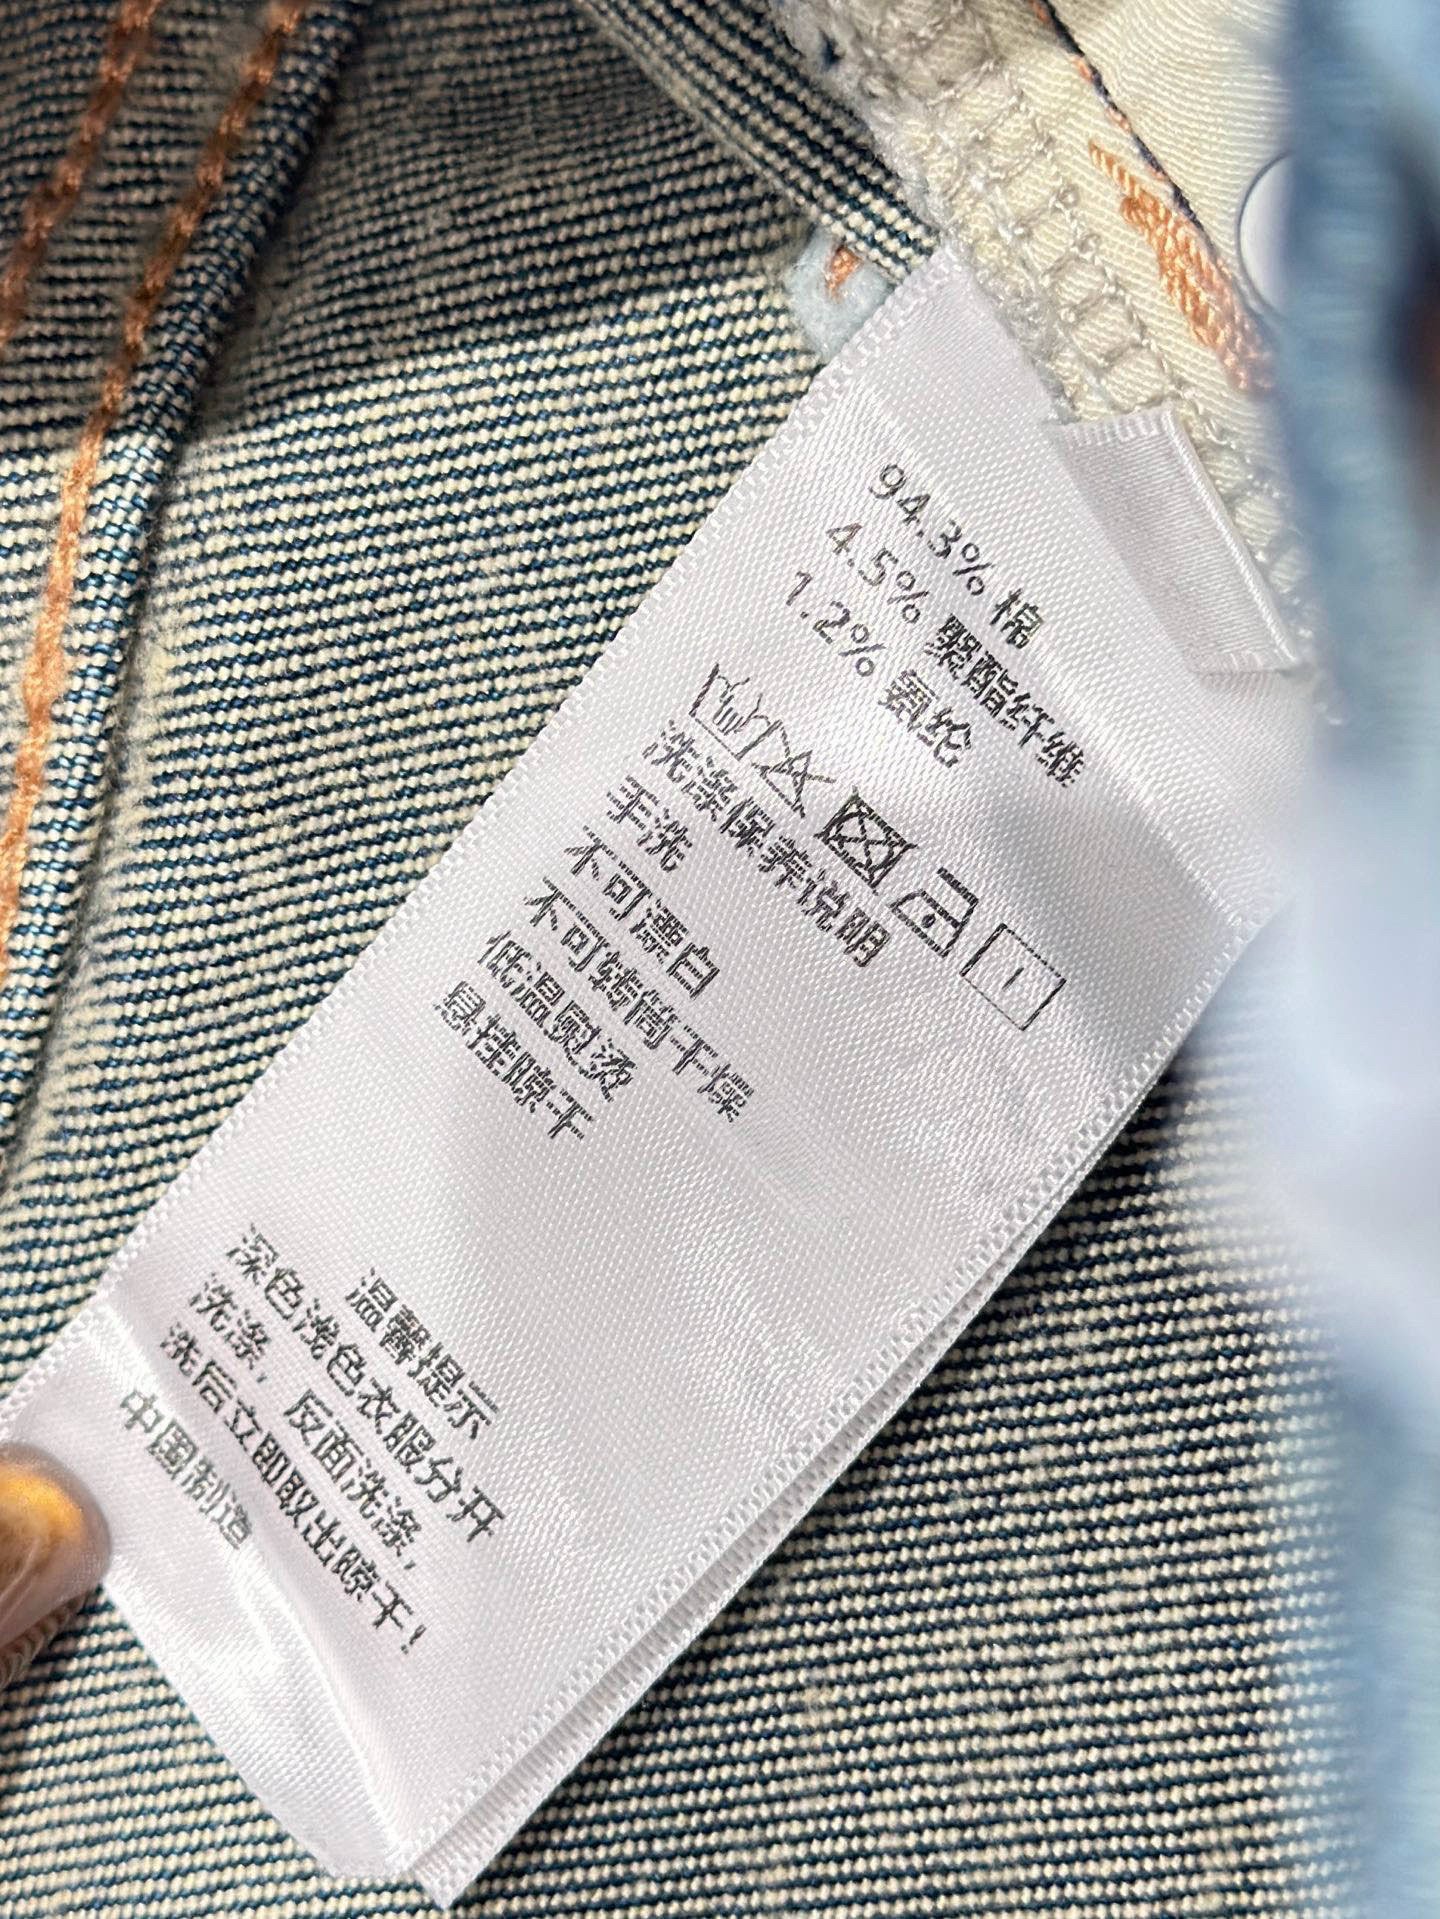 94.3% 棉
4.5% 聚酯纤维
1.2% 氨纶
洗涤保养说明
手洗
不可漂白
不可转筒干燥
低温熨烫
悬挂晾干
温馨提示
深色浅色衣服分开
洗涤，反面洗涤，
洗后立即取出晾干！
中国制造